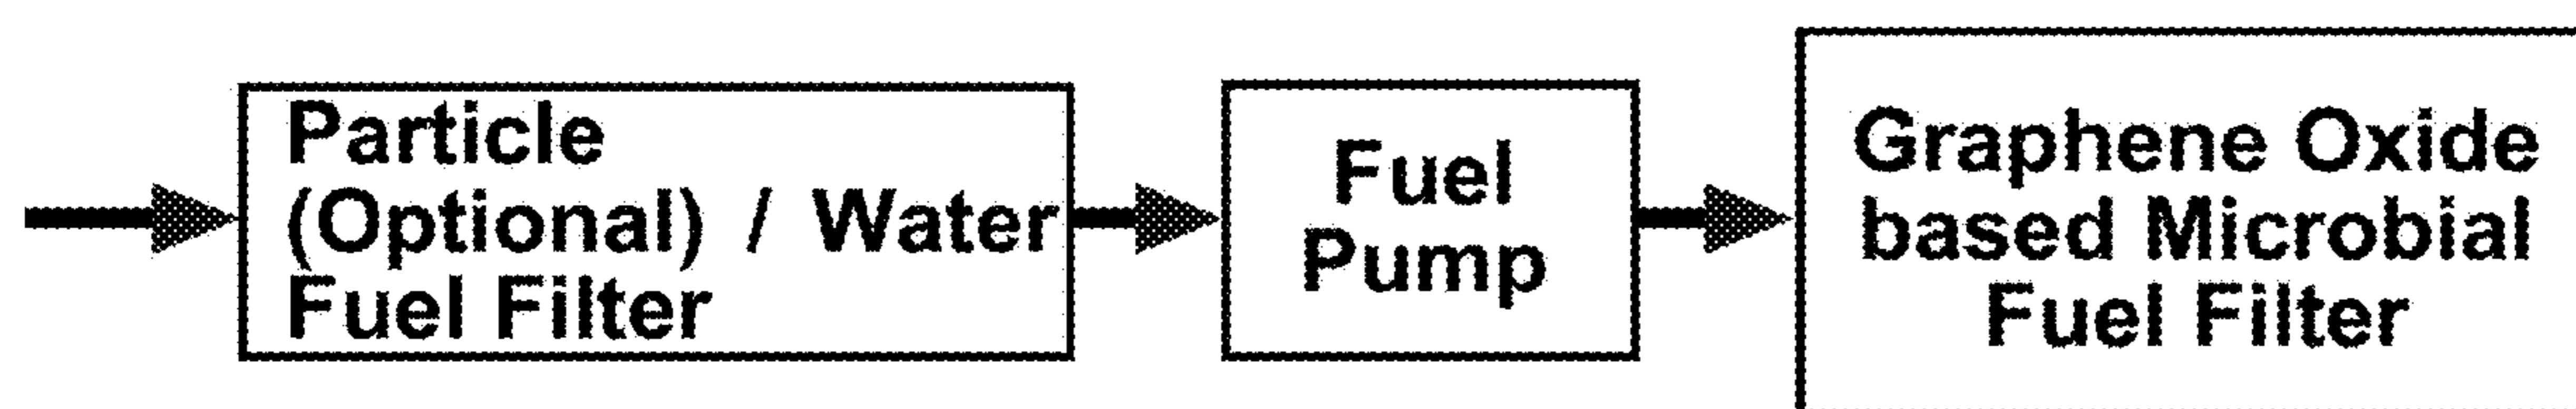 Particle
(Optional) / Water
Fuel Filter
Fuel
Pump
Graphene Oxide
based Microbial
Fuel Filter